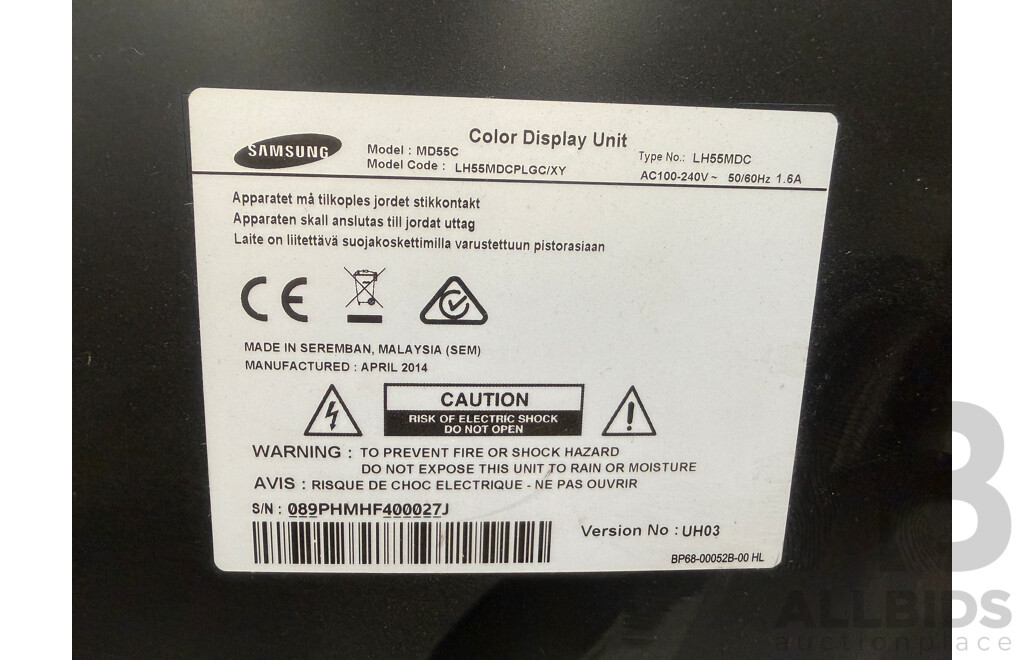 SAMSUNG
Color Display Unit
Model : MD55C
Model Code : LH55MDCPLGC/XY
Type No.: LH55MDC
AC100-240V~ 50/60Hz 1.6A
Apparatet må tilkoples jordet stikkontakt
Apparaten skall anslutas till jordat uttag
Laite on liitettävä suojakoskettimilla varustettuun pistorasiaan
CE
MADE IN SEREMBAN, MALAYSIA (SEM)
MANUFACTURED : APRIL 2014
CAUTION
RISK OF ELECTRIC SHOCK
DO NOT OPEN
WARNING : TO PREVENT FIRE OR SHOCK HAZARD
DO NOT EXPOSE THIS UNIT TO RAIN OR MOISTURE
AVIS : RISQUE DE CHOC ELECTRIQUE - NE PAS OUVRIR
S/N : 089PHMHF400027J
Version No : UH03
BP68-00052B-00 HL
ALLBIDS
auctionplace